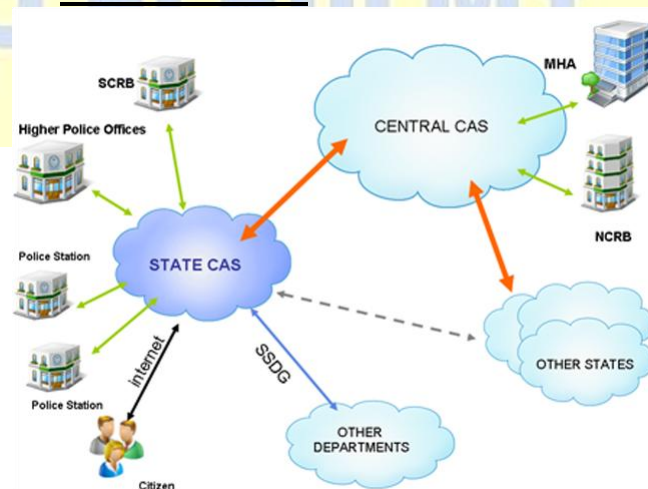 SCRB
MHA
Higher Police Offices
CENTRAL CAS
NCRB
Police Station
STATE CAS
internet
SSDG
OTHER STATES
Police Station
OTHER
DEPARTMENTS
Citizen